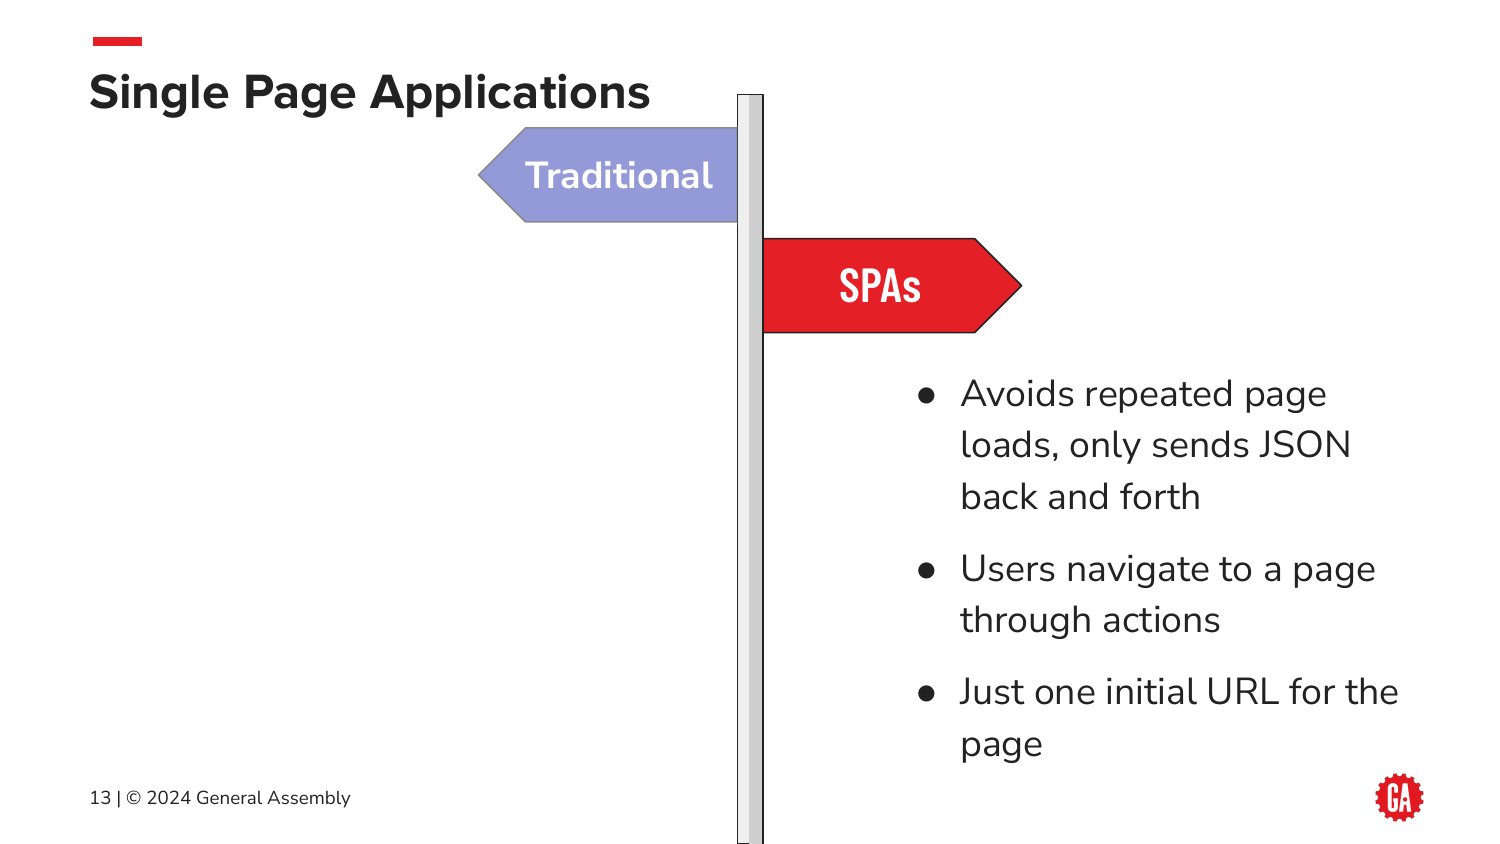 Single Page Applications
Traditional
SPAs
● Avoids repeated page
loads, only sends JSON
back and forth
● Users navigate to a page
through actions
● Just one initial URL for the
page
13 | © 2024 General Assembly
GA